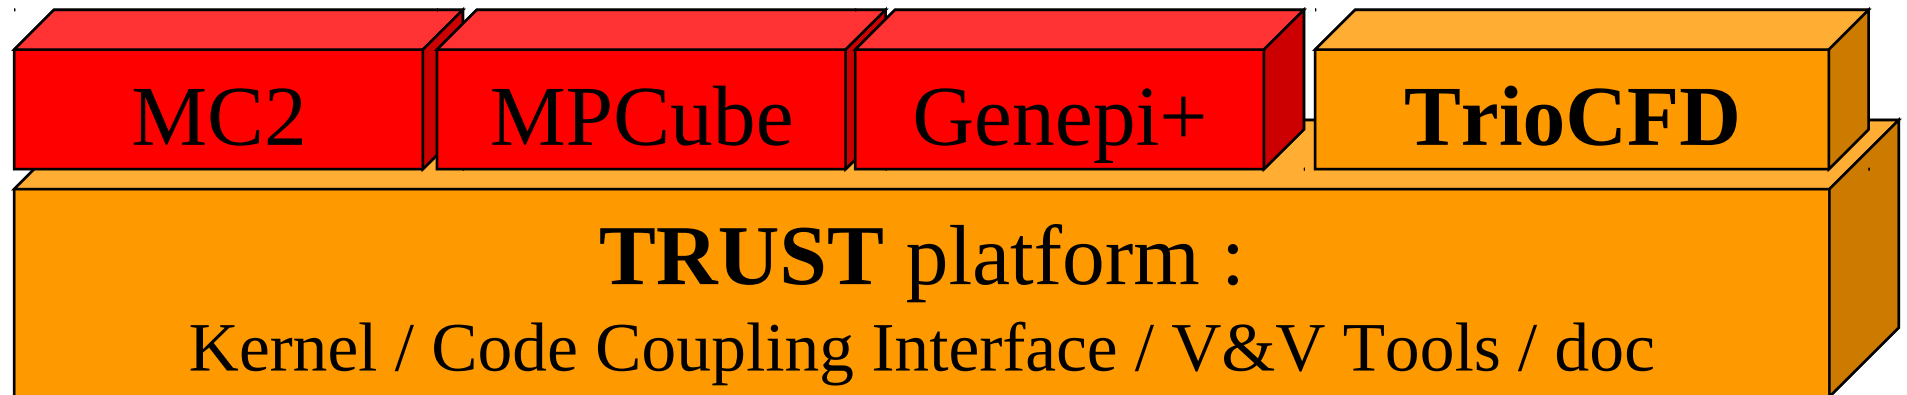 MC2 MPCube Genepi+ TrioCFD
TRUST platform :
Kernel / Code Coupling Interface / V&V Tools / doc